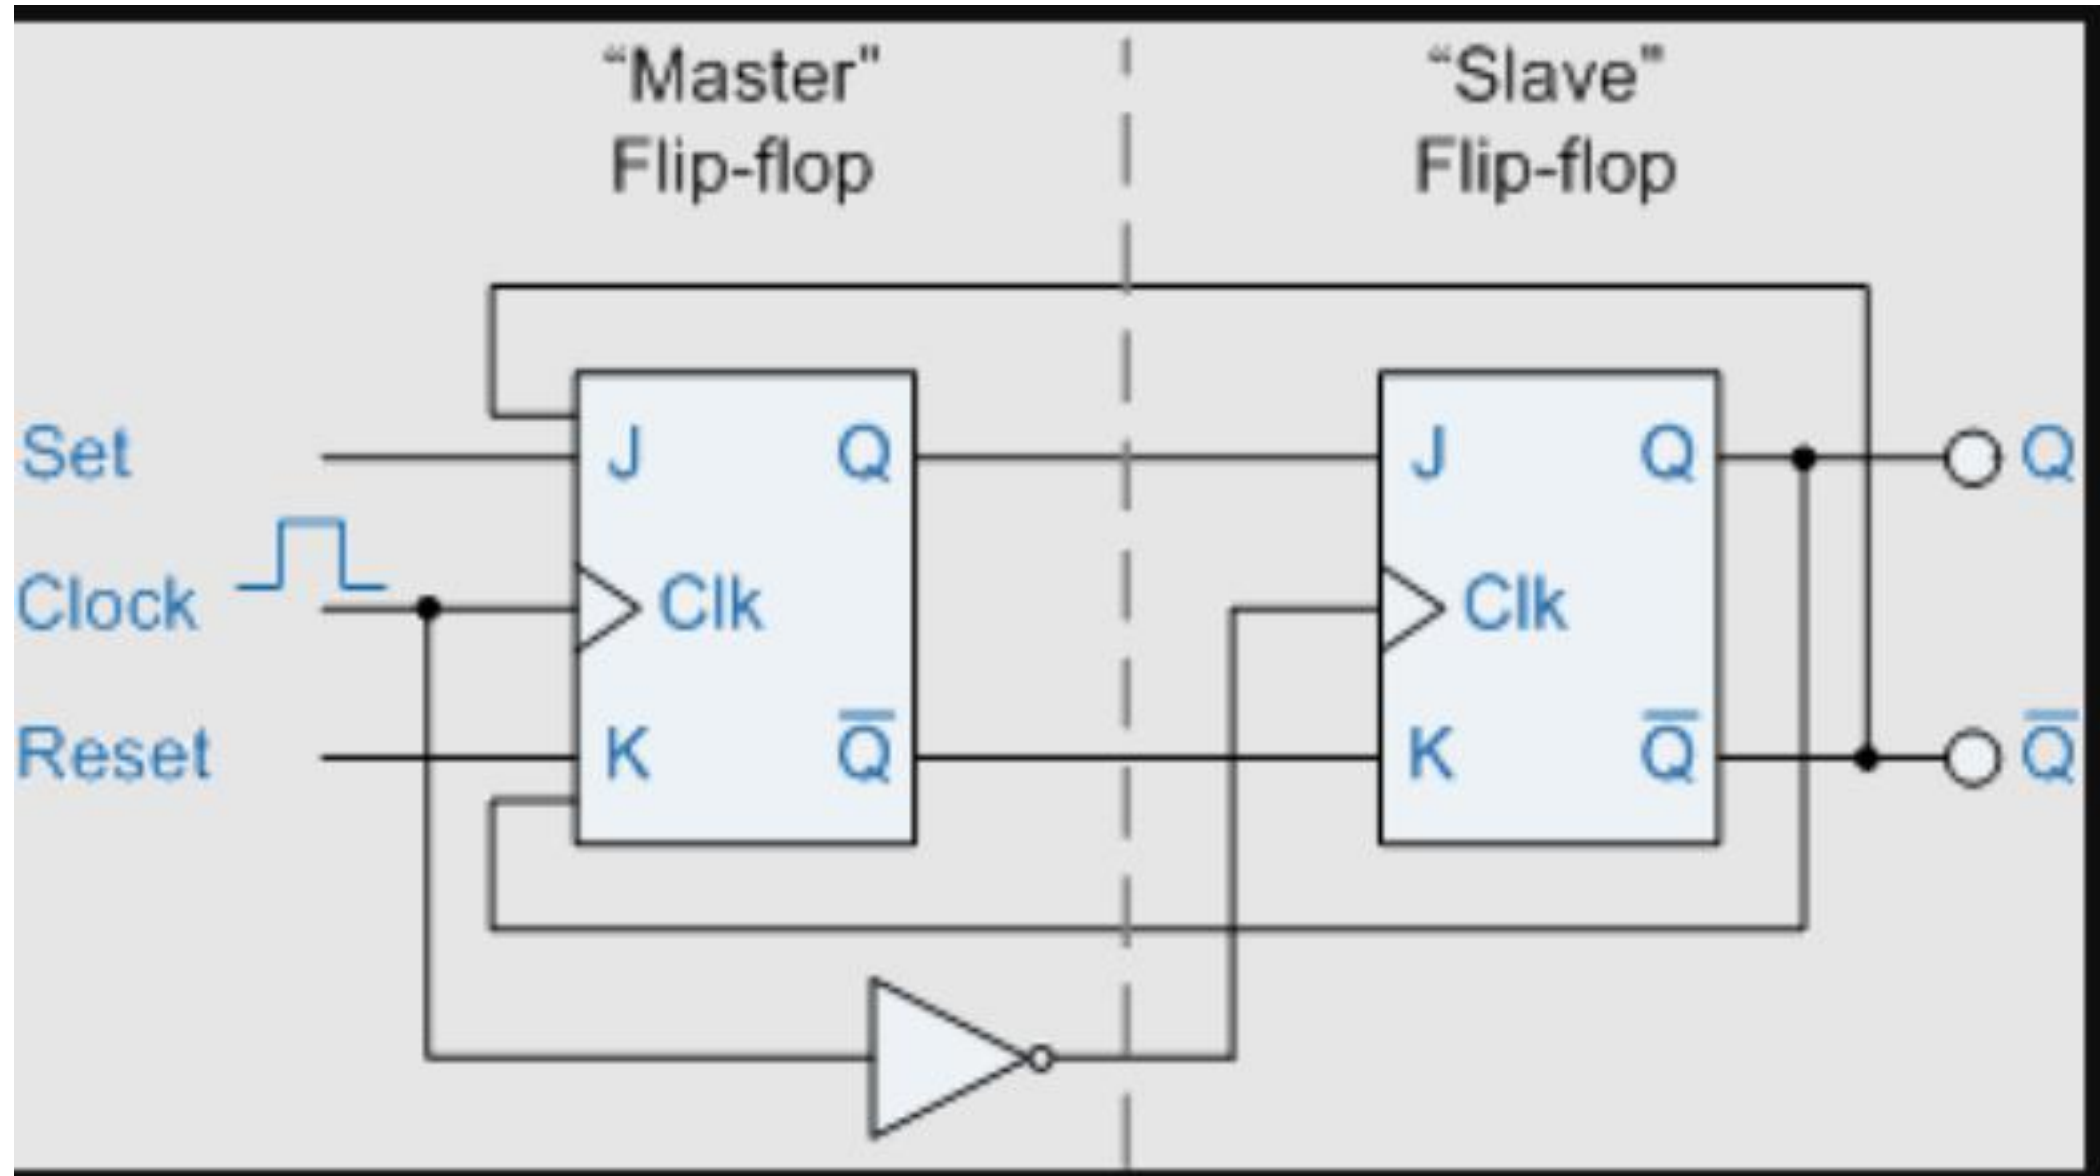 “Master"
Flip-flop
“Slave"
Flip-flop
Set
J
Q
J
Q
Q
Clock
Clk
Clk
Reset
K
Q̅
K
Q̅
Q̅